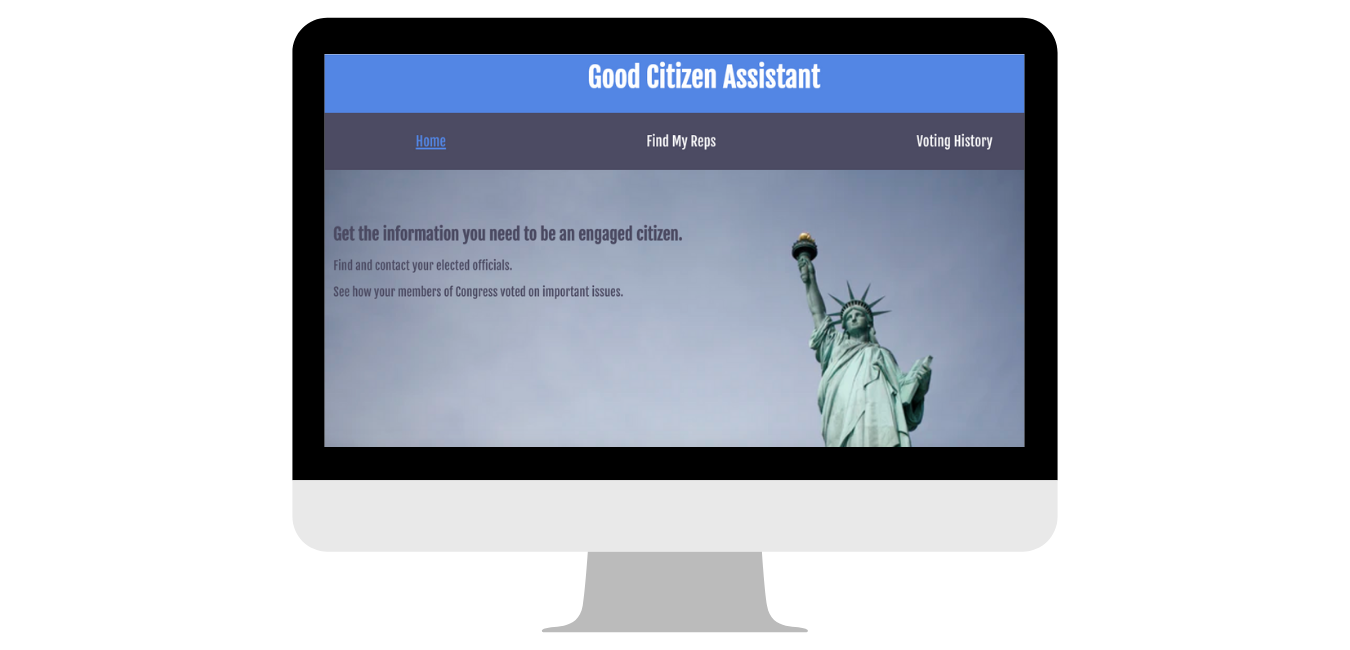 Good Citizen Assistant
Home Find My Reps Voting History
Get the information you need to be an engaged citizen.
Find and contact your elected officials.
See how your members of Congress voted on important issues.